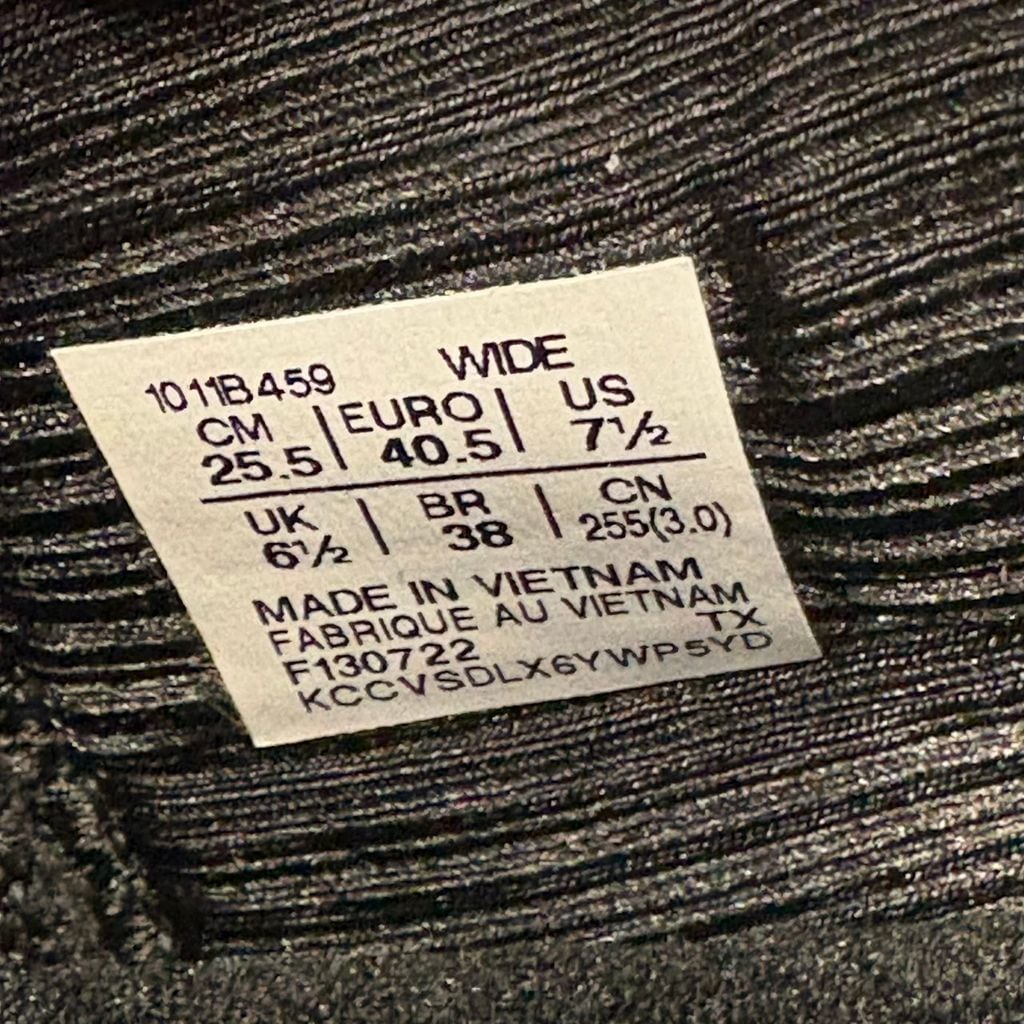 WIDE
1011B459
CM | EURO | US
25.5 | 40.5 | 7½
UK | BR | CN
6½ | 38 | 255(3.0)
MADE IN VIETNAM
FABRIQUE AU VIETNAM
F130722 TX
KCCVSDLX6YWP5YD